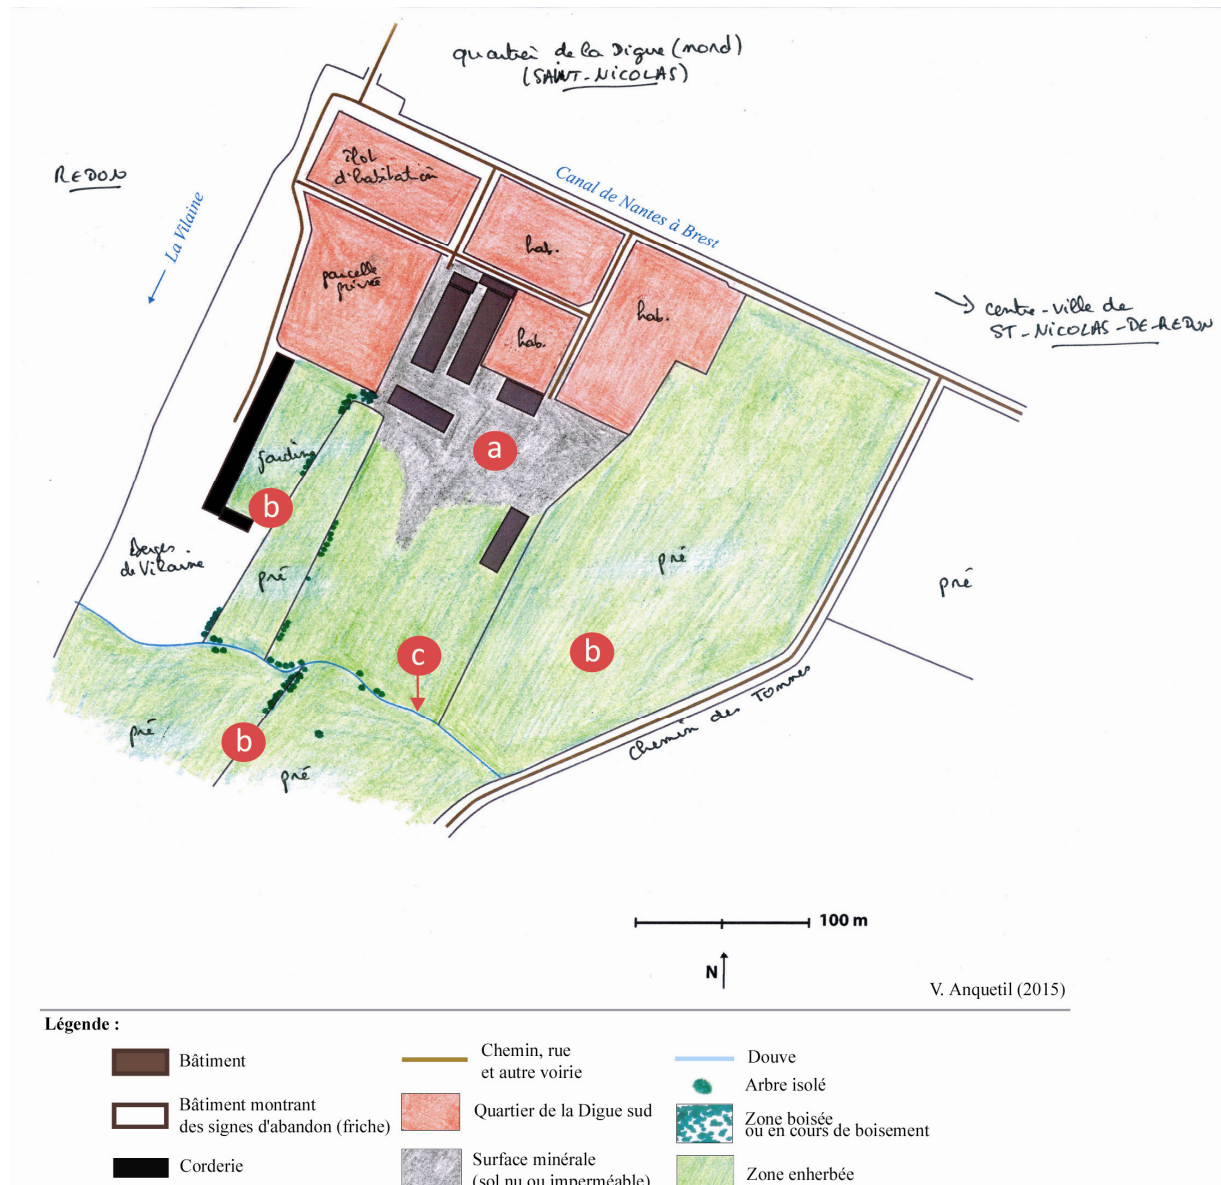 quartier de la Digue (nord)
(SAINT-NICOLAS)
REDON
La Vilaine
îlot
d'habitation
Canal de Nantes à Brest
hab.
parcelle
privée
hab.
hab.
centre-ville de
ST-NICOLAS-DE-REDON
a
jardin
b
Berges
de Vilaine
pré
pré
pré
c
b
Chemin des Tonnes
pré
b
pré
100 m
N
V. Anquetil (2015)
Légende :
Bâtiment
Bâtiment montrant
des signes d'abandon (friche)
Corderie
Chemin, rue
et autre voirie
Quartier de la Digue sud
Surface minérale
(sol nu ou imperméable)
Douve
Arbre isolé
Zone boisée
ou en cours de boisement
Zone enherbée